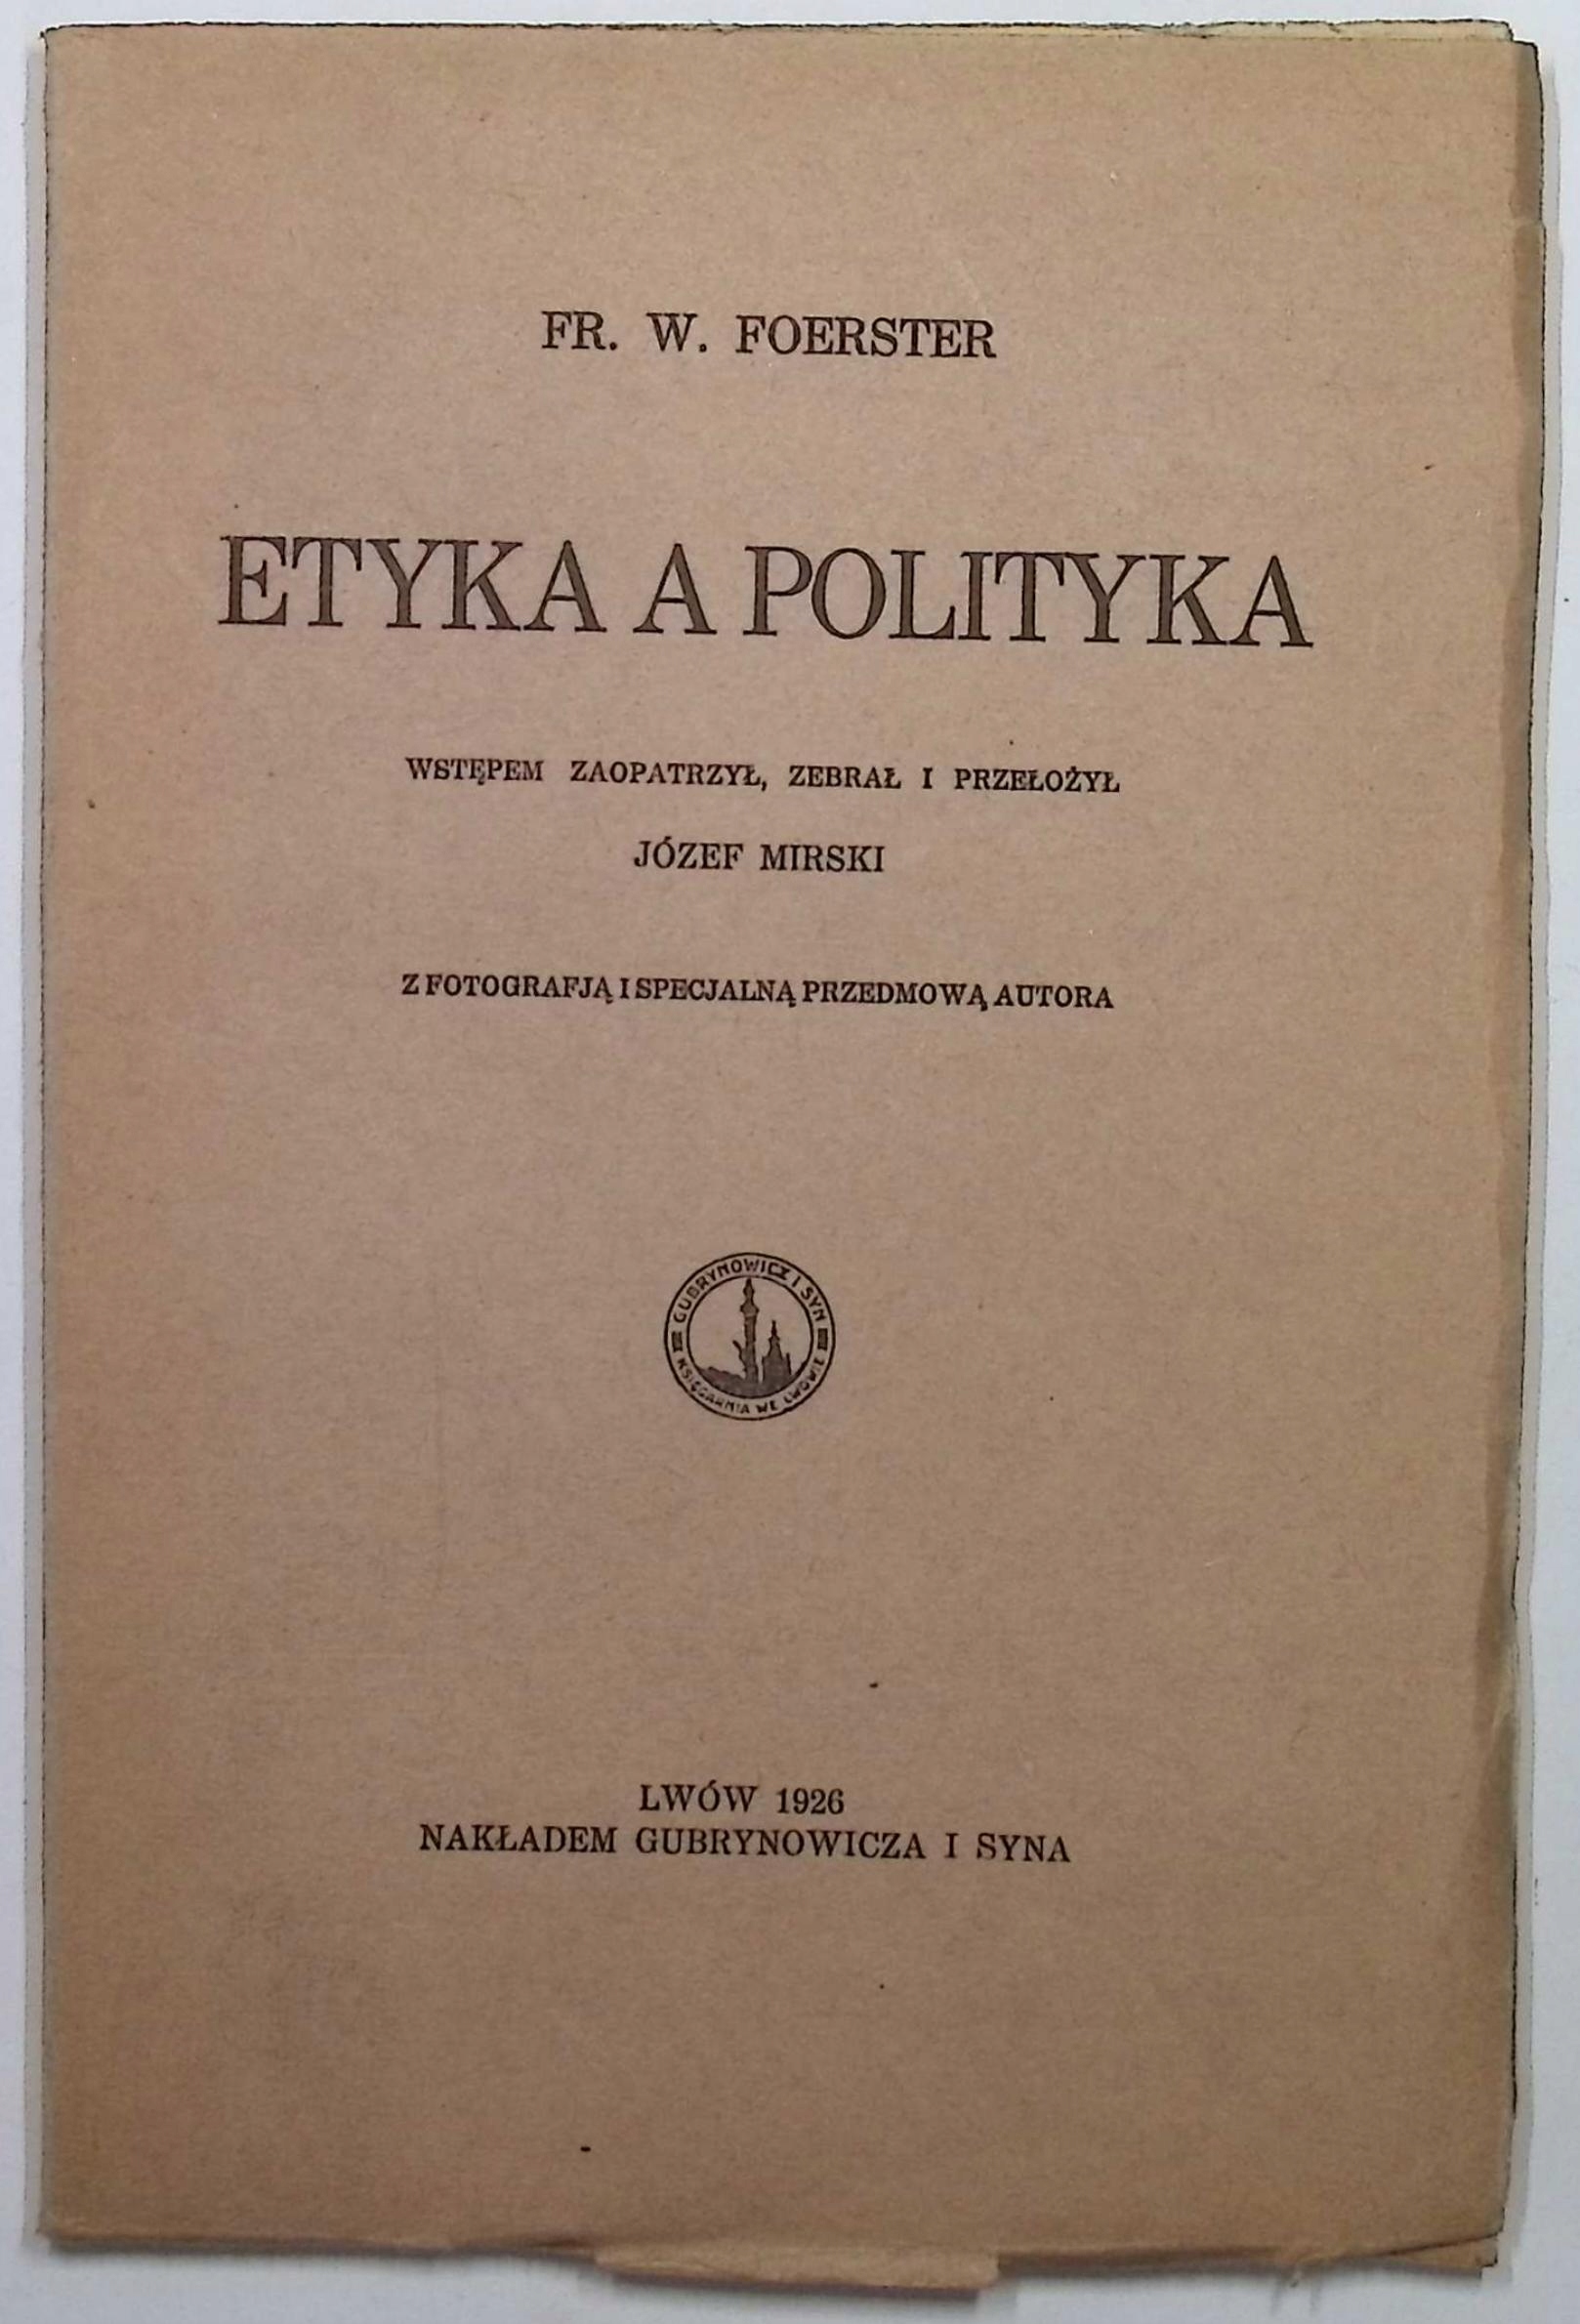 FR. W. FOERSTER
ETYKA A POLITYKA
WSTĘPEM ZAOPATRZYŁ, ZEBRAŁ I PRZEŁOŻYŁ
JÓZEF MIRSKI
Z FOTOGRAFJĄ I SPECJALNĄ PRZEDMOWĄ AUTORA
GUBRYNOWICZ I SYN
KSIĘGARNIA WE LWOWIE
LWÓW 1926
NAKŁADEM GUBRYNOWICZA I SYNA